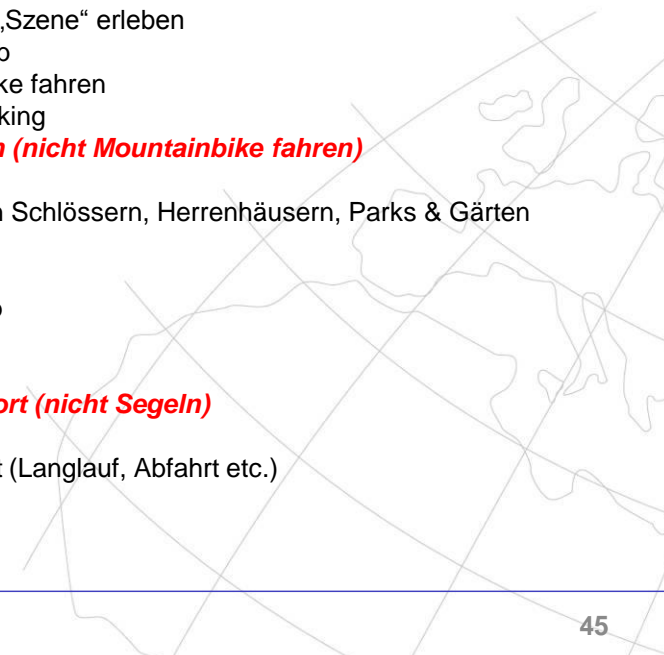 „Szene“ erleben
ke fahren
king
(nicht Mountainbike fahren)
Schlössern, Herrenhäusern, Parks & Gärten
ort (nicht Segeln)
(Langlauf, Abfahrt etc.)
45